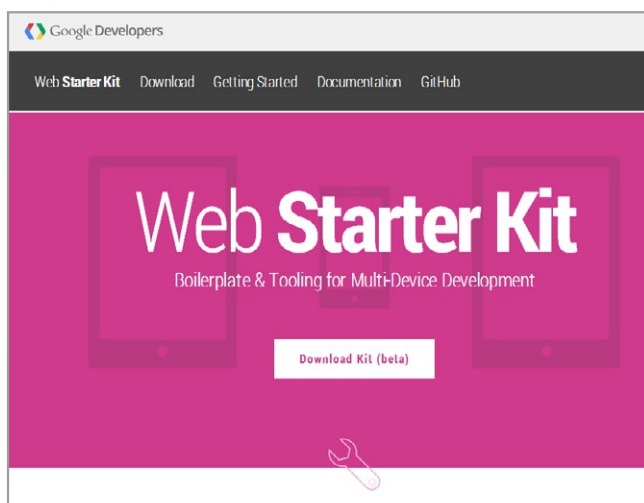 Google Developers
Web Starter Kit Download Getting Started Documentation GitHub
Web Starter Kit
Boilerplate & Tooling for Multi-Device Development
Download Kit (beta)